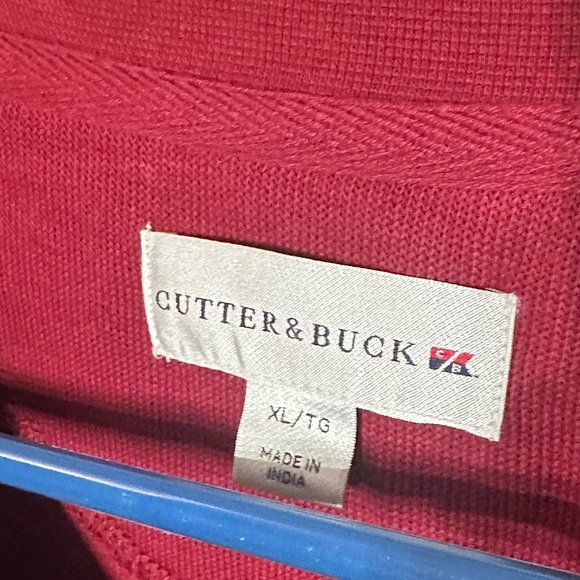 CUTTER & BUCK CB
XL/TG
MADE IN
INDIA